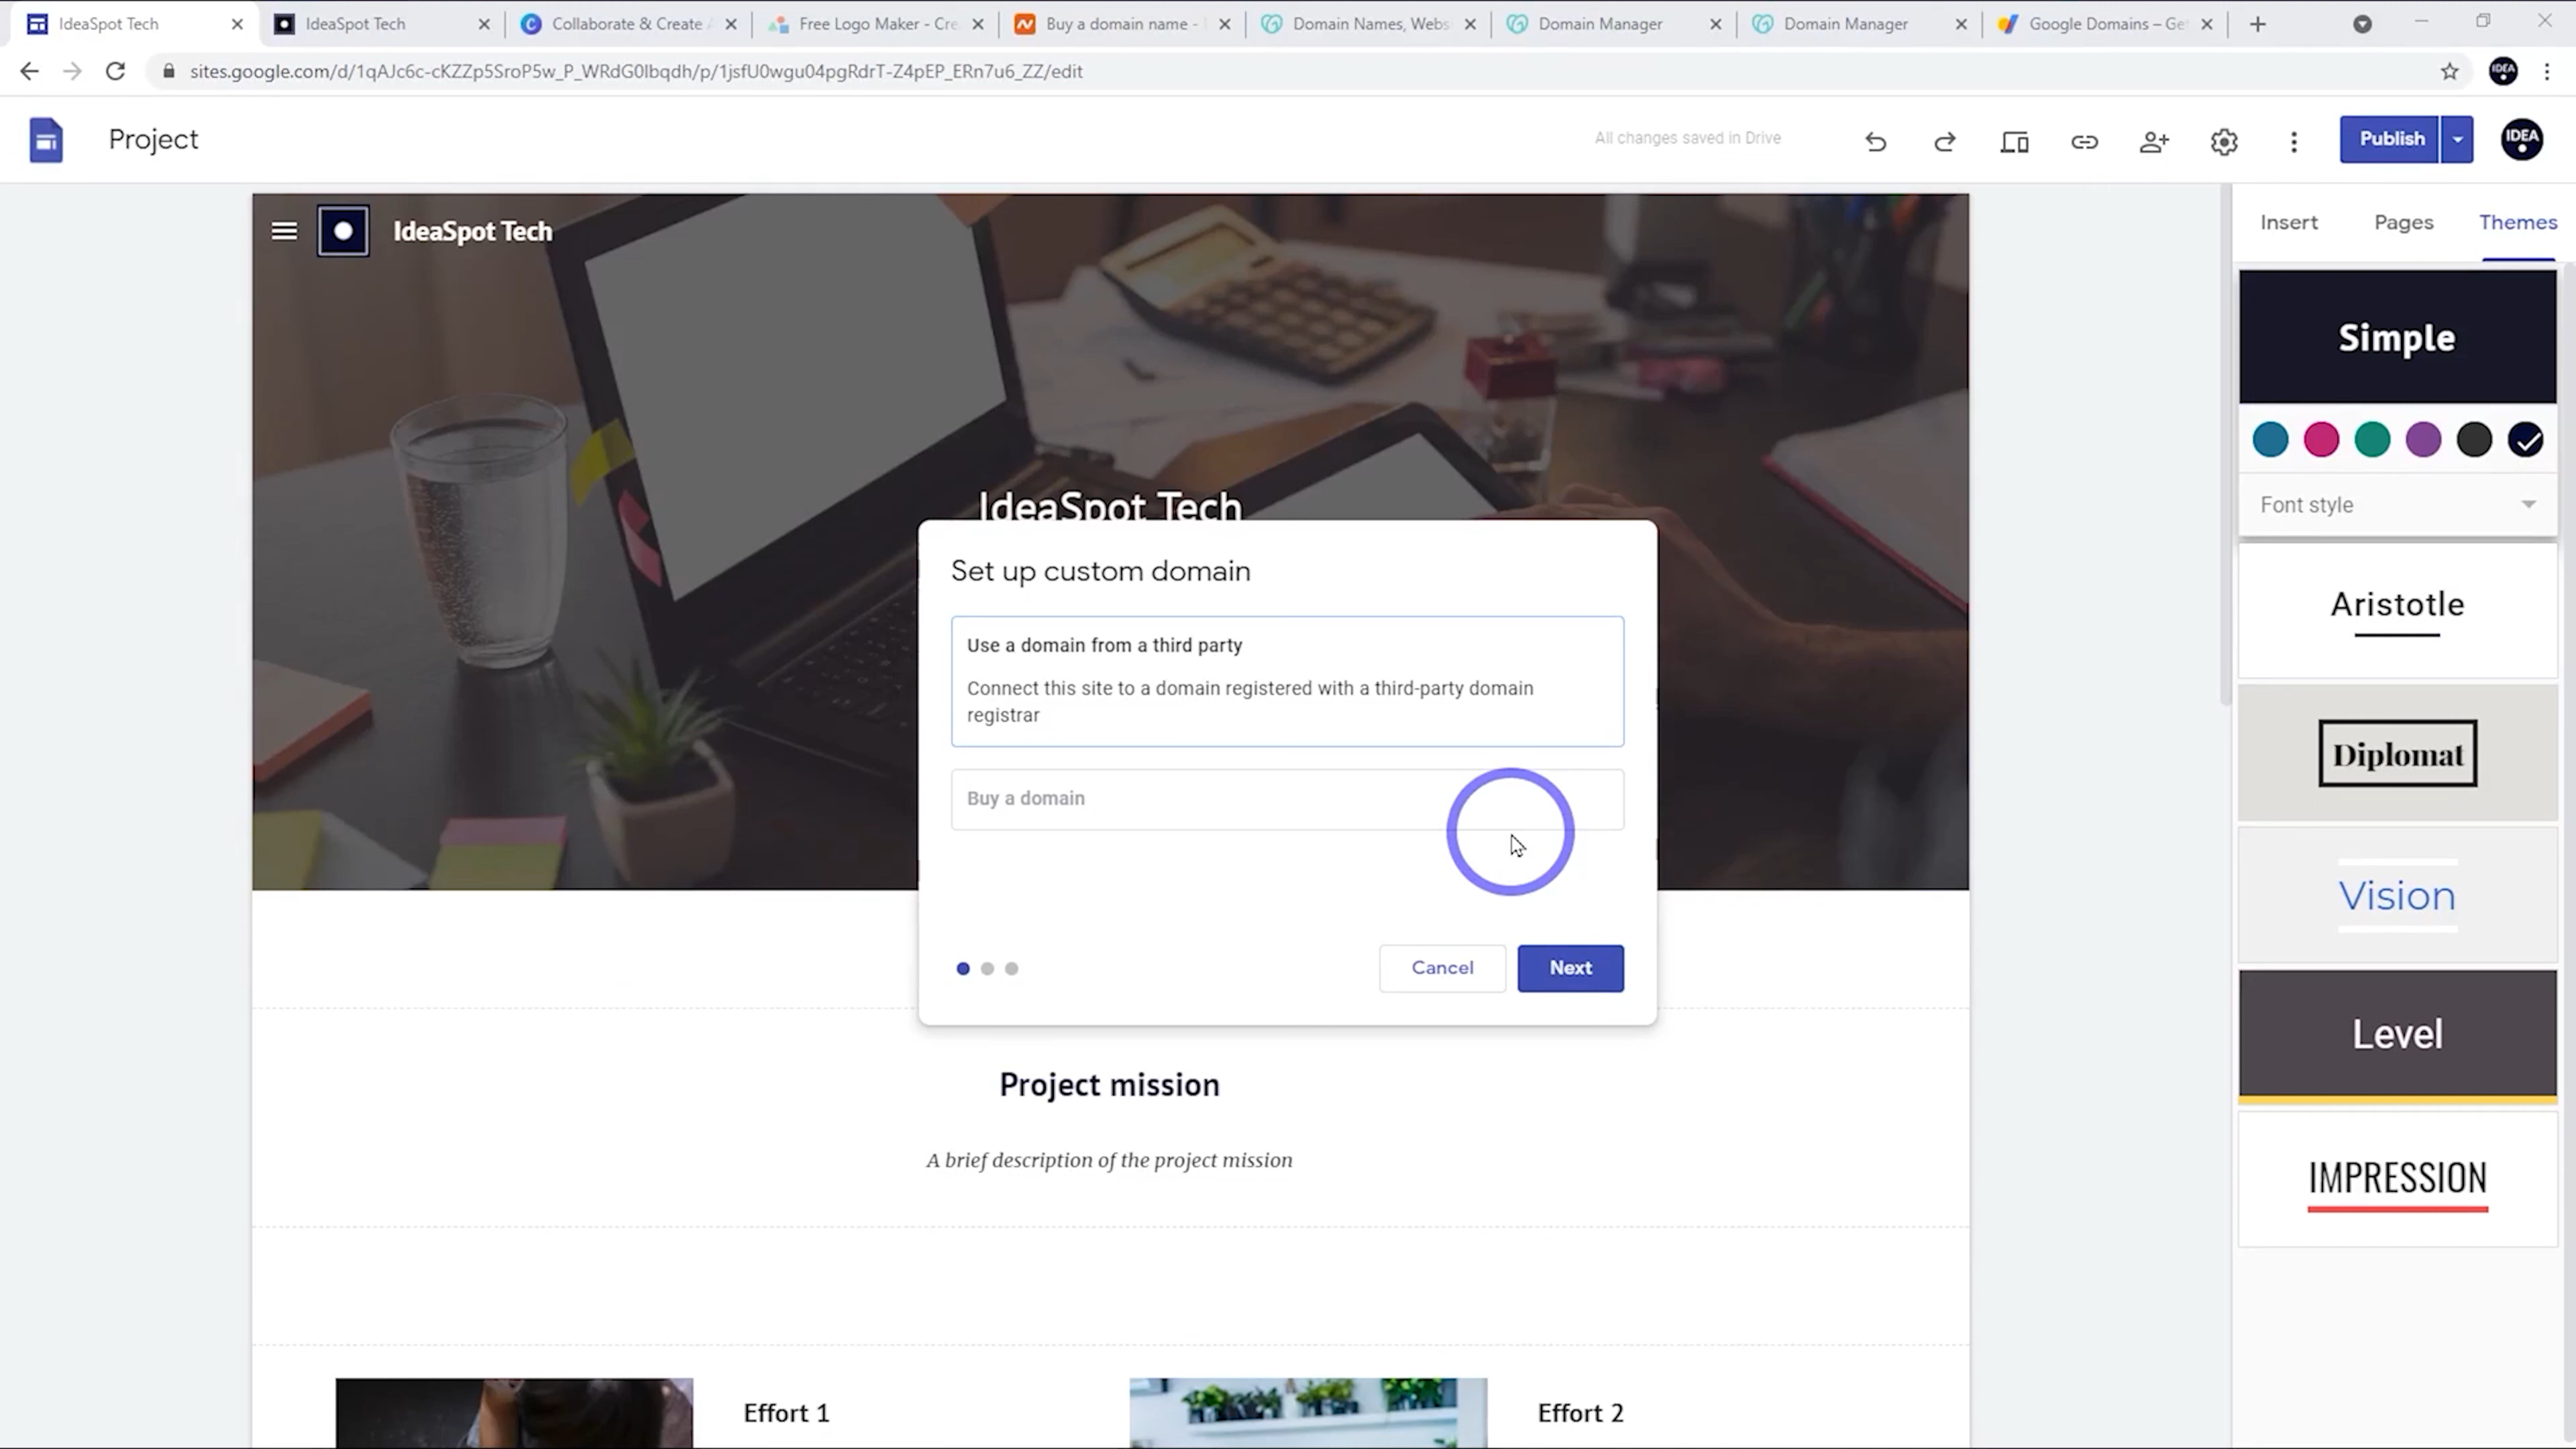 IdeaSpot Tech
IdeaSpot Tech
Collaborate & Create
Free Logo Maker - Cre
Buy a domain name -
Domain Names, Webs
Domain Manager
Domain Manager
Google Domains – Ge
sites.google.com/d/1qAJc6c-cKZZp5SroP5w_P_WRdG0lbqdh/p/1jsfU0wgu04pgRdrT-Z4pEP_ERn7u6_ZZ/edit
IDEA
Project
All changes saved in Drive
Publish
IDEA
IdeaSpot Tech
Insert
Pages
Themes
Simple
Font style
Aristotle
Diplomat
Vision
Level
IMPRESSION
IdeaSpot Tech
Set up custom domain
Use a domain from a third party
Connect this site to a domain registered with a third-party domain
registrar
Buy a domain
Cancel
Next
Project mission
A brief description of the project mission
Effort 1
Effort 2